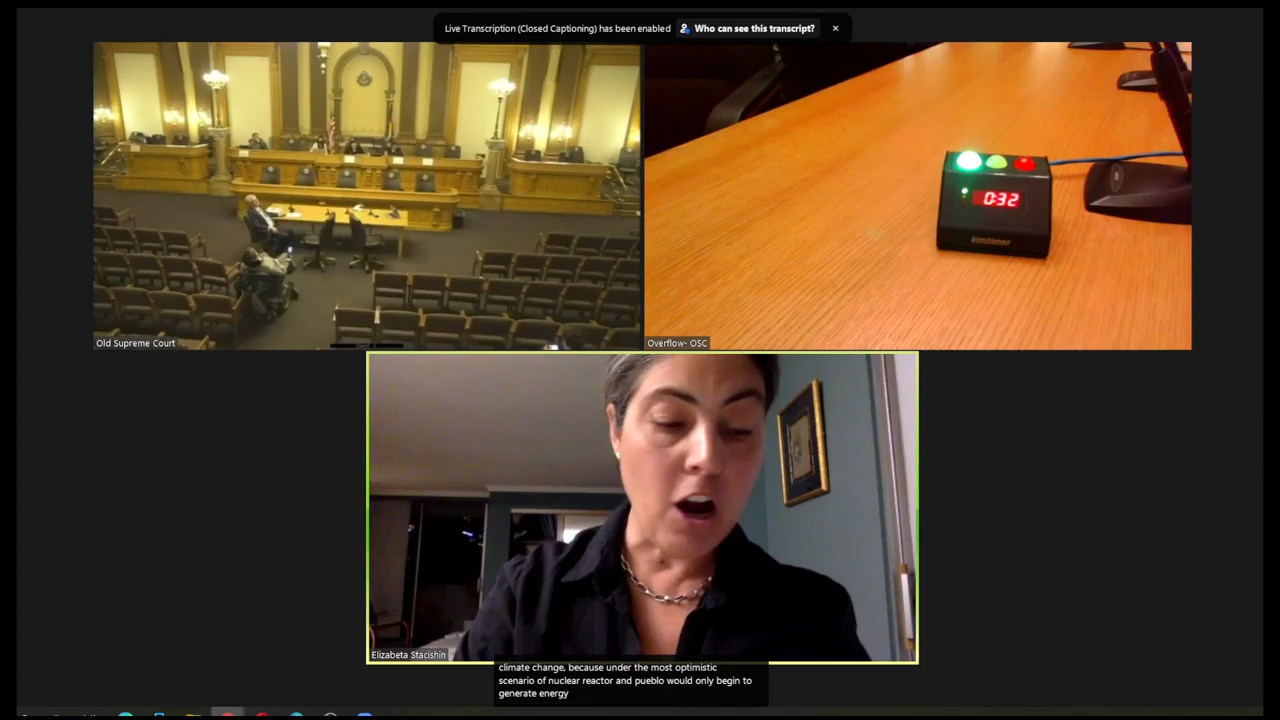 Live Transcription (Closed Captioning) has been enabled
Who can see this transcript?
Old Supreme Court
0:32
limitimer
Overflow- OSC
Elizabeta Stacishin
climate change, because under the most optimistic
scenario of nuclear reactor and pueblo would only begin to
generate energy